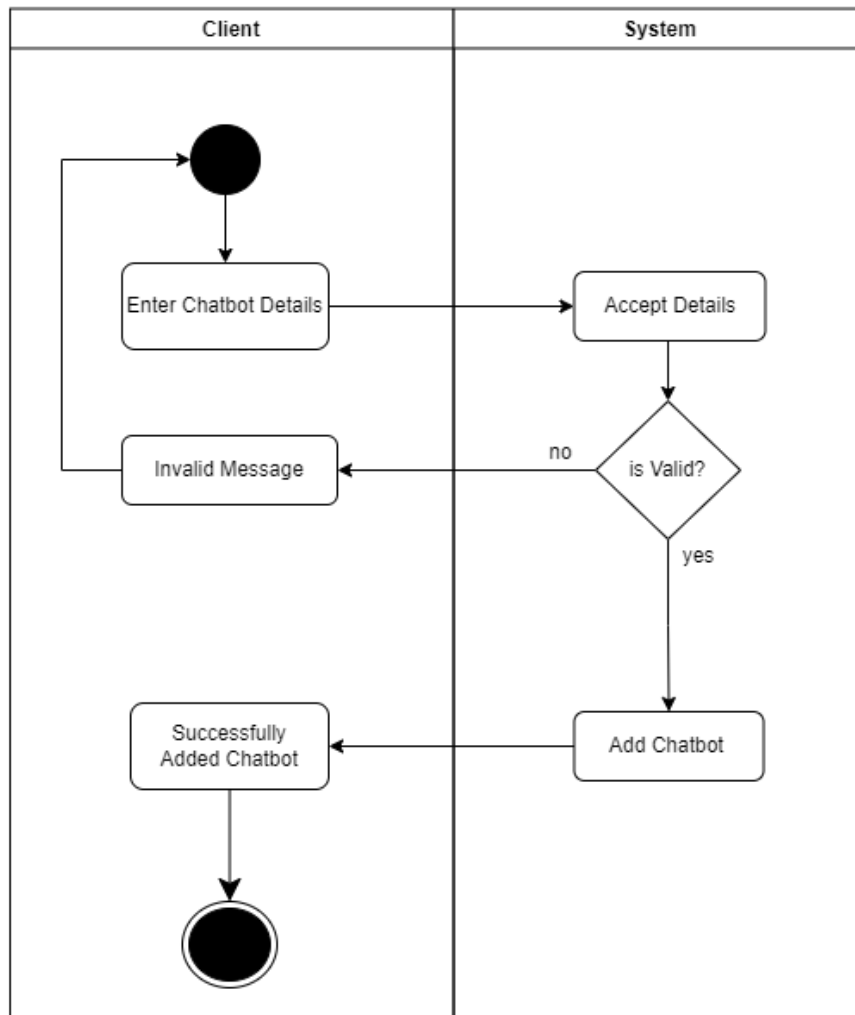 Client
System
Enter Chatbot Details
Accept Details
Invalid Message
no
is Valid?
yes
Successfully
Added Chatbot
Add Chatbot